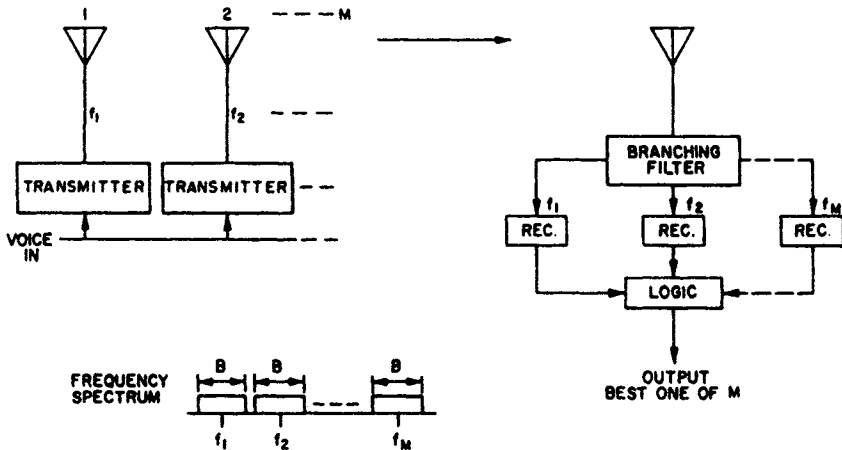 1 2 M
f1 f2
TRANSMITTER TRANSMITTER
VOICE
IN
BRANCHING
FILTER
f1 f2 fM
REC. REC. REC.
LOGIC
OUTPUT
BEST ONE OF M
FREQUENCY
SPECTRUM
B B B
f1 f2 fM